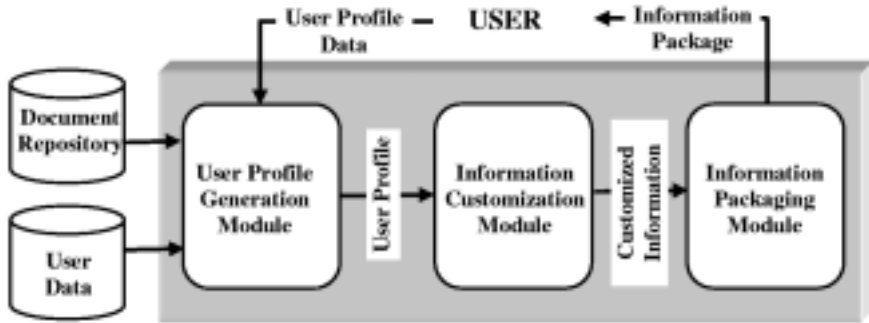 User Profile
Data
USER
Information
Package
Document
Repository
User
Data
User Profile
Generation
Module
User Profile
Information
Customization
Module
Customized
Information
Information
Packaging
Module